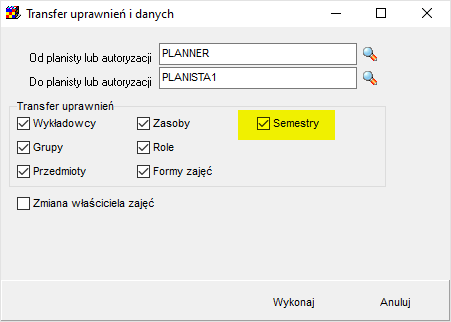 Transfer uprawnień i danych
Od planisty lub autoryzacji PLANNER
Do planisty lub autoryzacji PLANISTA1
Transfer uprawnień
Wykładowcy Zasoby Semestry
Grupy Role
Przedmioty Formy zajęć
Zmiana właściciela zajęć
Wykonaj Anuluj